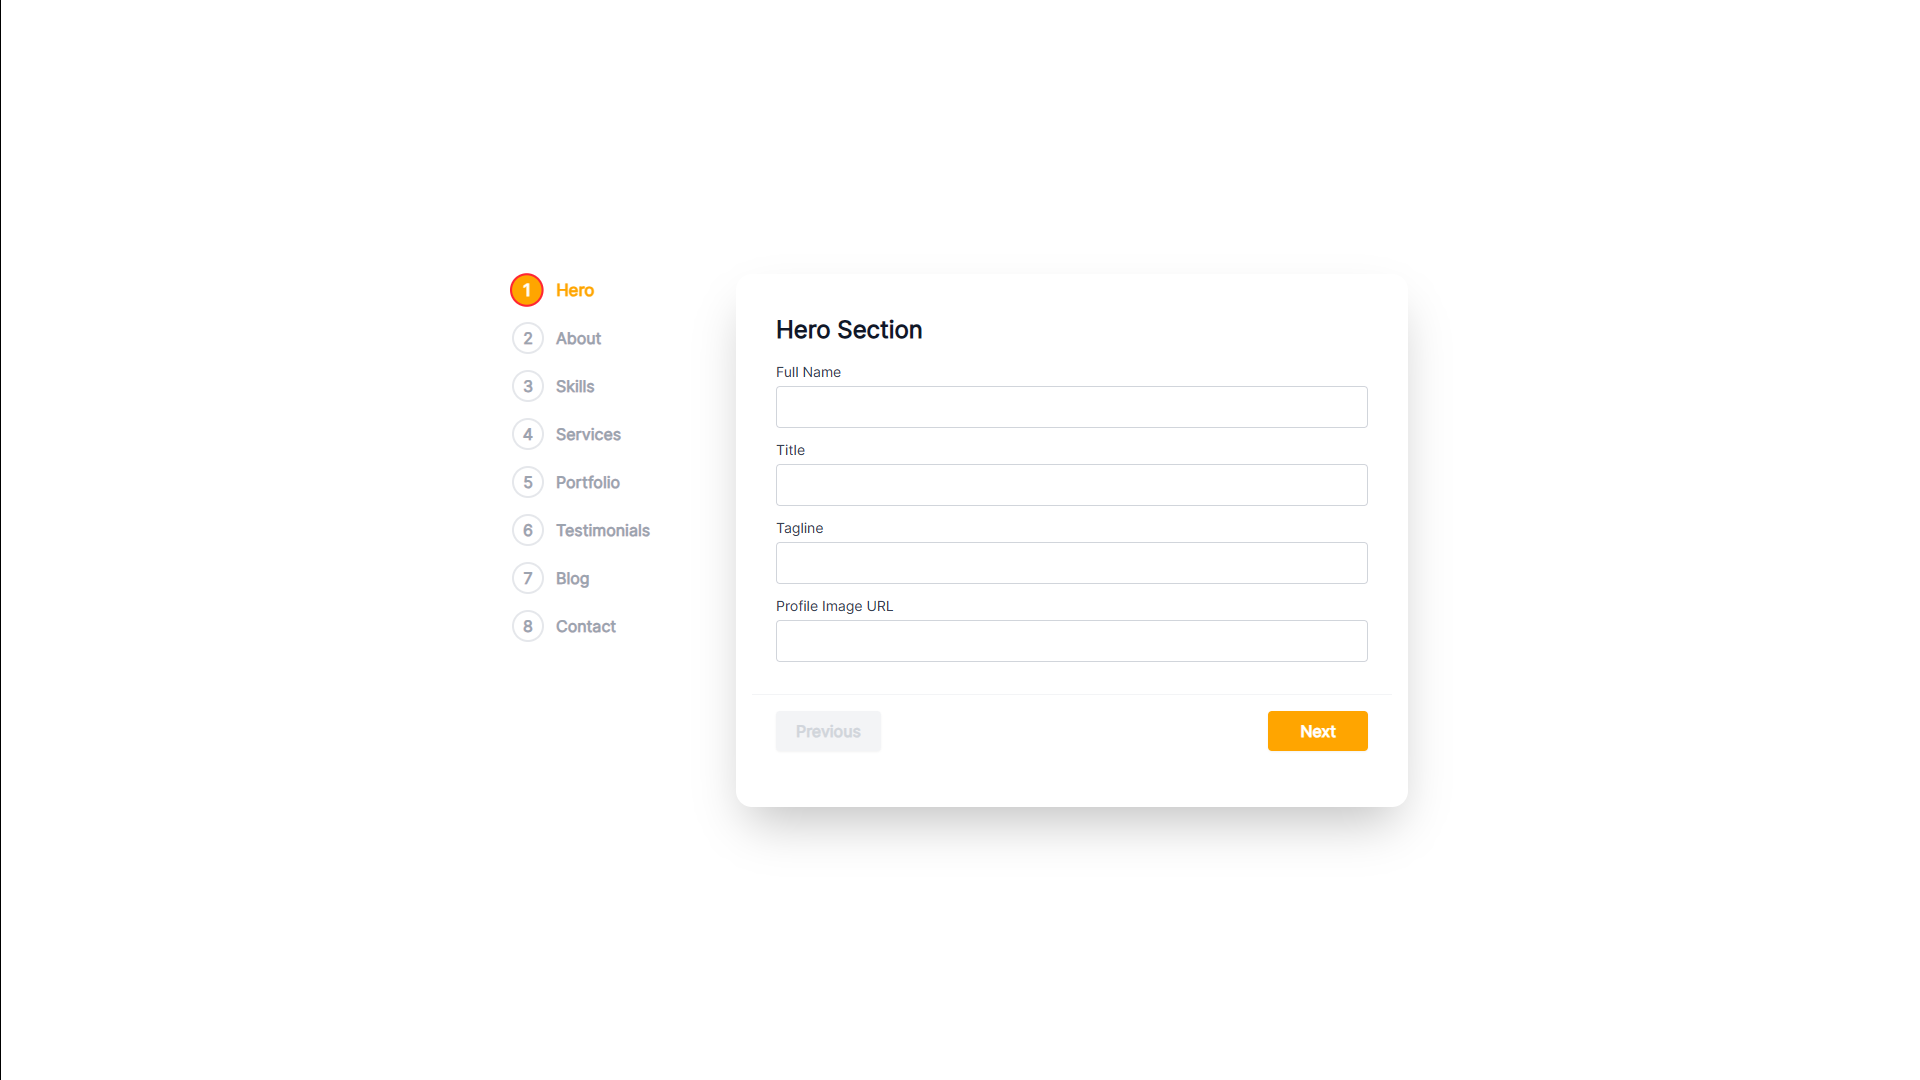 1 Hero
2 About
3 Skills
4 Services
5 Portfolio
6 Testimonials
7 Blog
8 Contact
Hero Section
Full Name
Title
Tagline
Profile Image URL
Previous
Next